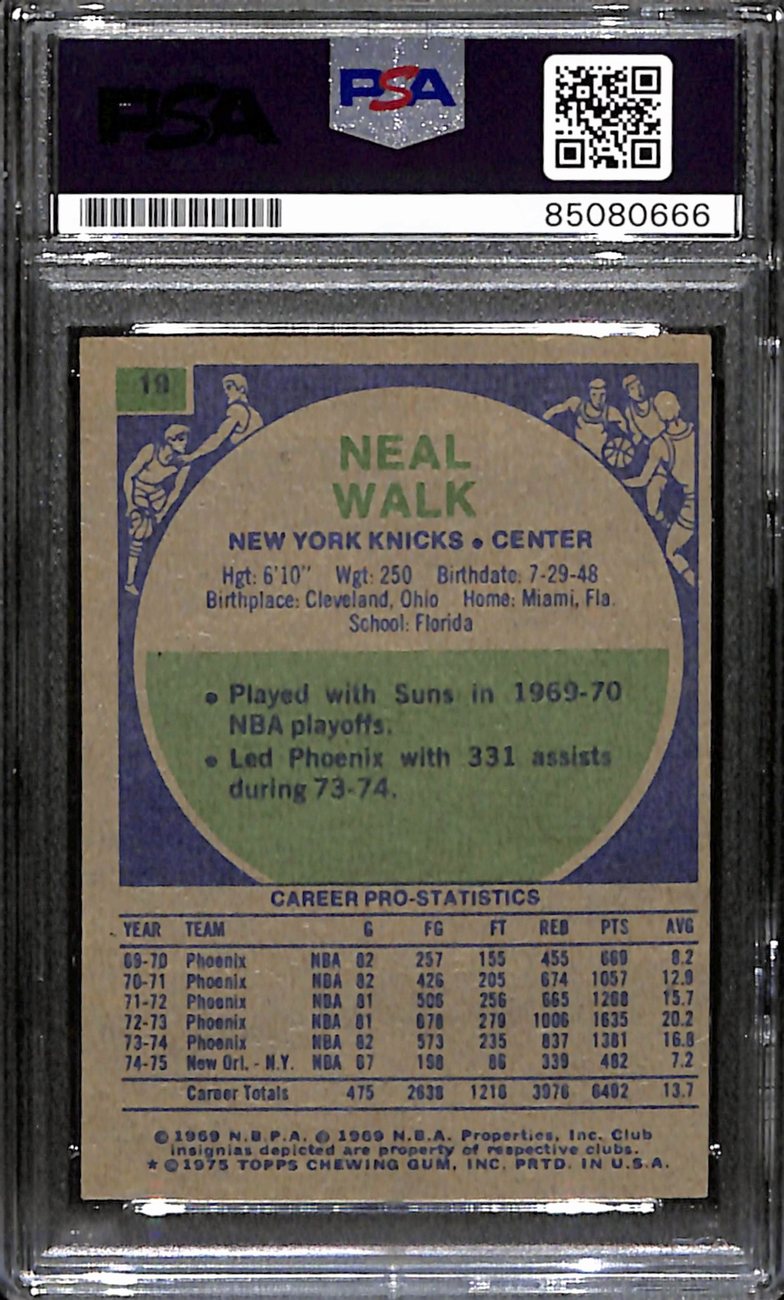 PSA
PSA
85080666
19
NEAL
WALK
NEW YORK KNICKS • CENTER
Hgt: 6'10" Wgt: 250 Birthdate: 7-29-48
Birthplace: Cleveland, Ohio Home: Miami, Fla.
School: Florida
• Played with Suns in 1969-70
NBA playoffs.
• Led Phoenix with 331 assists
during 73-74.
CAREER PRO-STATISTICS
YEAR TEAM G FG FT REB PTS AVG
69-70 Phoenix NBA 82 257 155 455 669 8.2
70-71 Phoenix NBA 82 426 205 674 1057 12.9
71-72 Phoenix NBA 81 506 256 665 1268 15.7
72-73 Phoenix NBA 81 678 279 1006 1635 20.2
73-74 Phoenix NBA 82 573 235 837 1381 16.8
74-75 New Orl. - N.Y. NBA 67 198 86 339 482 7.2
Career Totals 475 2638 1216 3976 6492 13.7
© 1969 N.B.P.A. © 1969 N.B.A. Properties, Inc. Club
insignias depicted are property of respective clubs.
★ © 1975 TOPPS CHEWING GUM, INC. PRTD. IN U.S.A.